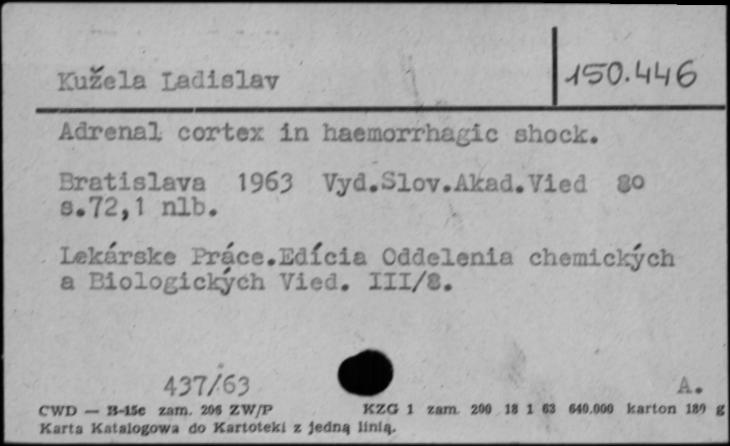 Kužela Ladislav
150.446
Adrenal cortex in haemorrhagic shock.
Bratislava 1963 Vyd.Slov.Akad.Vied 8o
s.72,1 nlb.
Lekárske Práce.Edícia Oddelenia chemických
a Biologických Vied. III/8.
437/63
A.
CWD — B-15c zam. 206 ZW/P KZG 1 zam. 200 18 1 63 640.000 karton 180 g
Karta Katalogowa do Kartoteki z jedną linią.